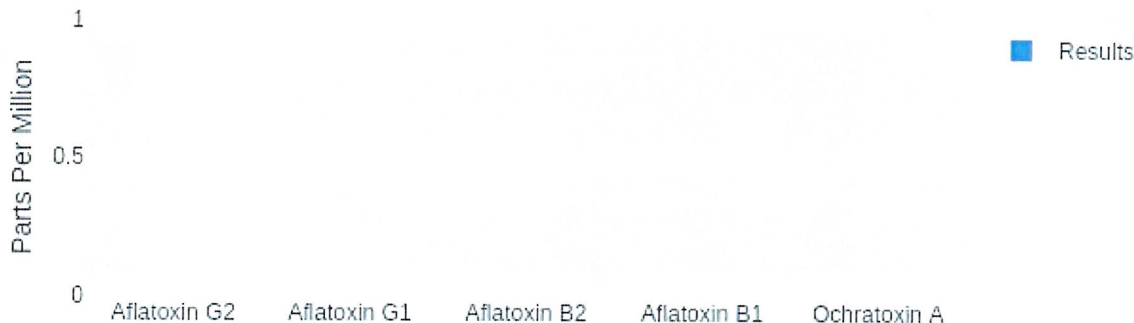 1
Results
Parts Per Million
0.5
0
Aflatoxin G2
Aflatoxin G1
Aflatoxin B2
Aflatoxin B1
Ochratoxin A